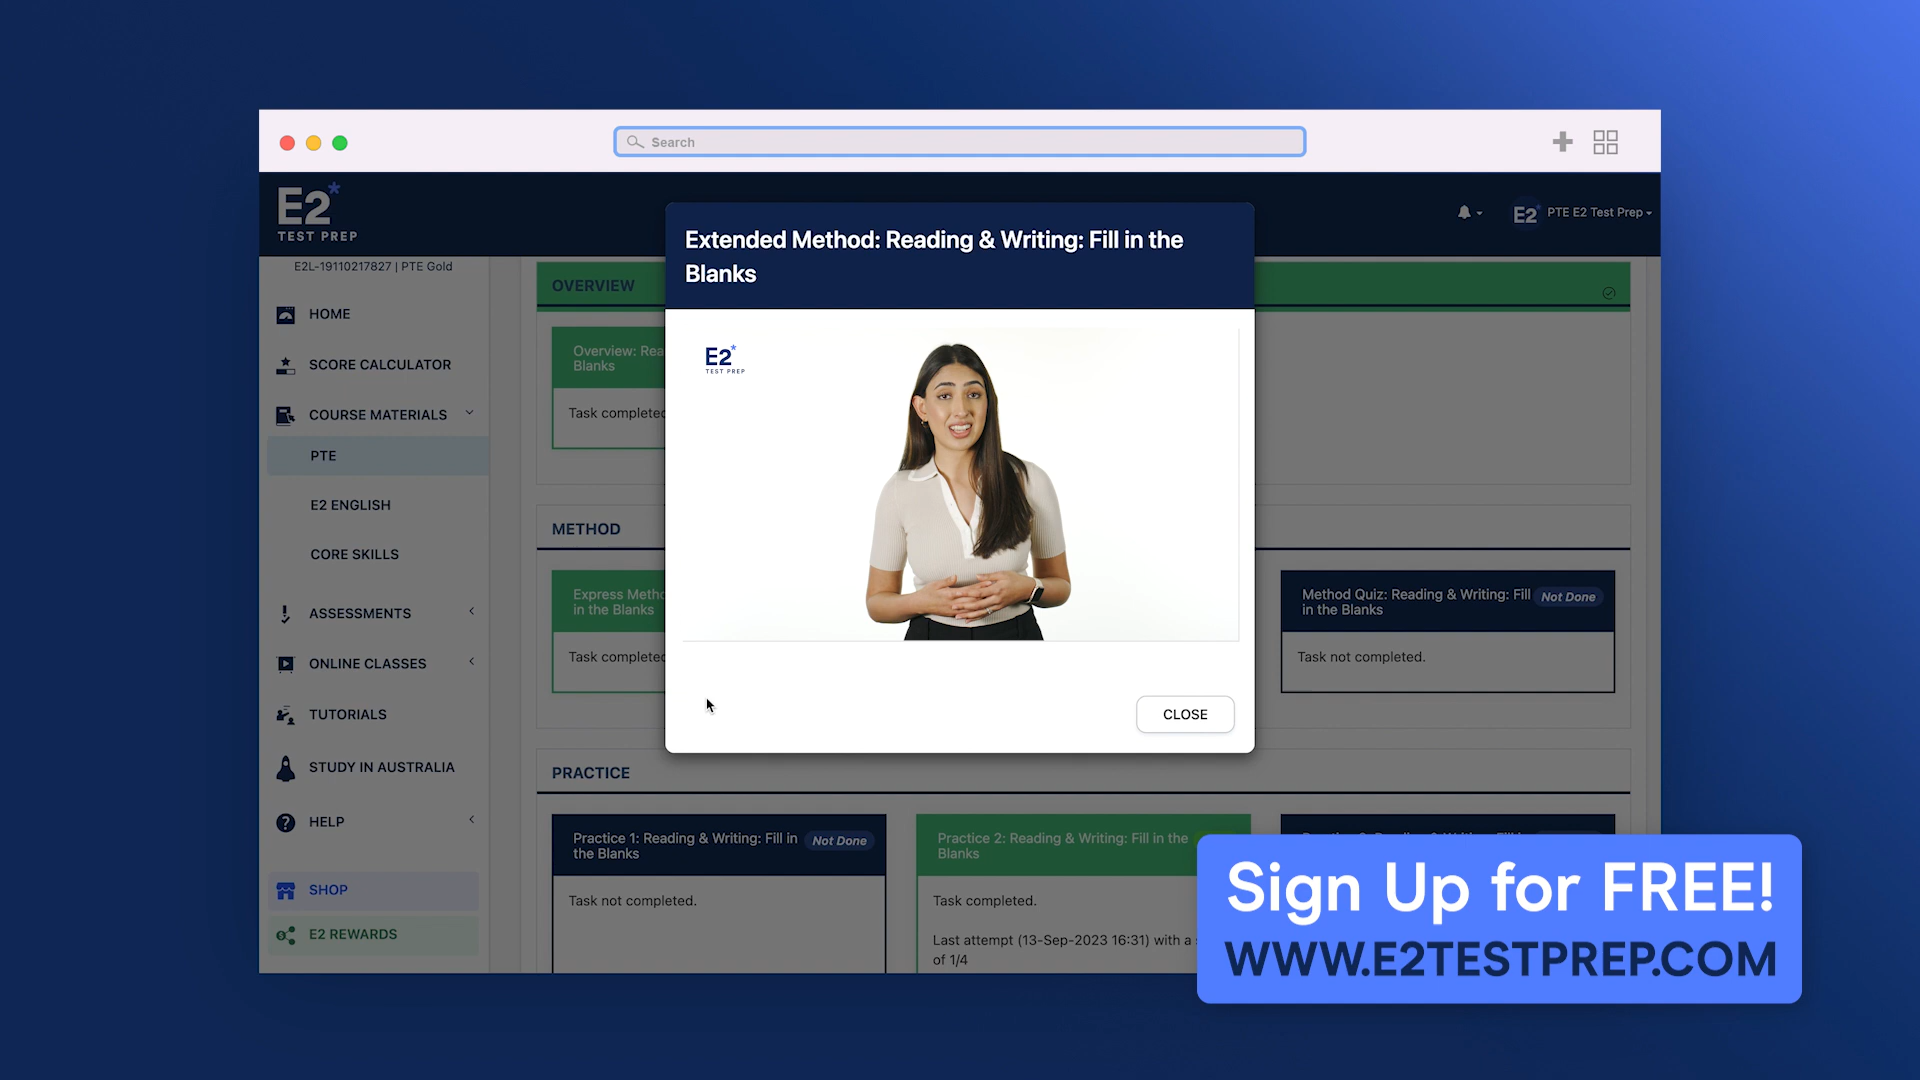 Search
E2*
TEST PREP
E2 PTE E2 Test Prep
E2L-19110217827 | PTE Gold
HOME
SCORE CALCULATOR
COURSE MATERIALS
PTE
E2 ENGLISH
CORE SKILLS
ASSESSMENTS
ONLINE CLASSES
TUTORIALS
STUDY IN AUSTRALIA
HELP
SHOP
E2 REWARDS
Extended Method: Reading & Writing: Fill in the
Blanks
E2*
TEST PREP
CLOSE
OVERVIEW
Overview:
Blanks
Task completed
METHOD
Express
in the Blanks
Task completed
Method Quiz: Reading & Writing: Fill
in the Blanks
Not Done
Task not completed.
PRACTICE
Practice 1: Reading & Writing: Fill in
the Blanks
Not Done
Task not completed.
Practice 2: Reading & Writing: Fill in the
Blanks
Task completed.
Last attempt (13-Sep-2023 16:31) with a
of 1/4
Sign Up for FREE!
WWW.E2TESTPREP.COM